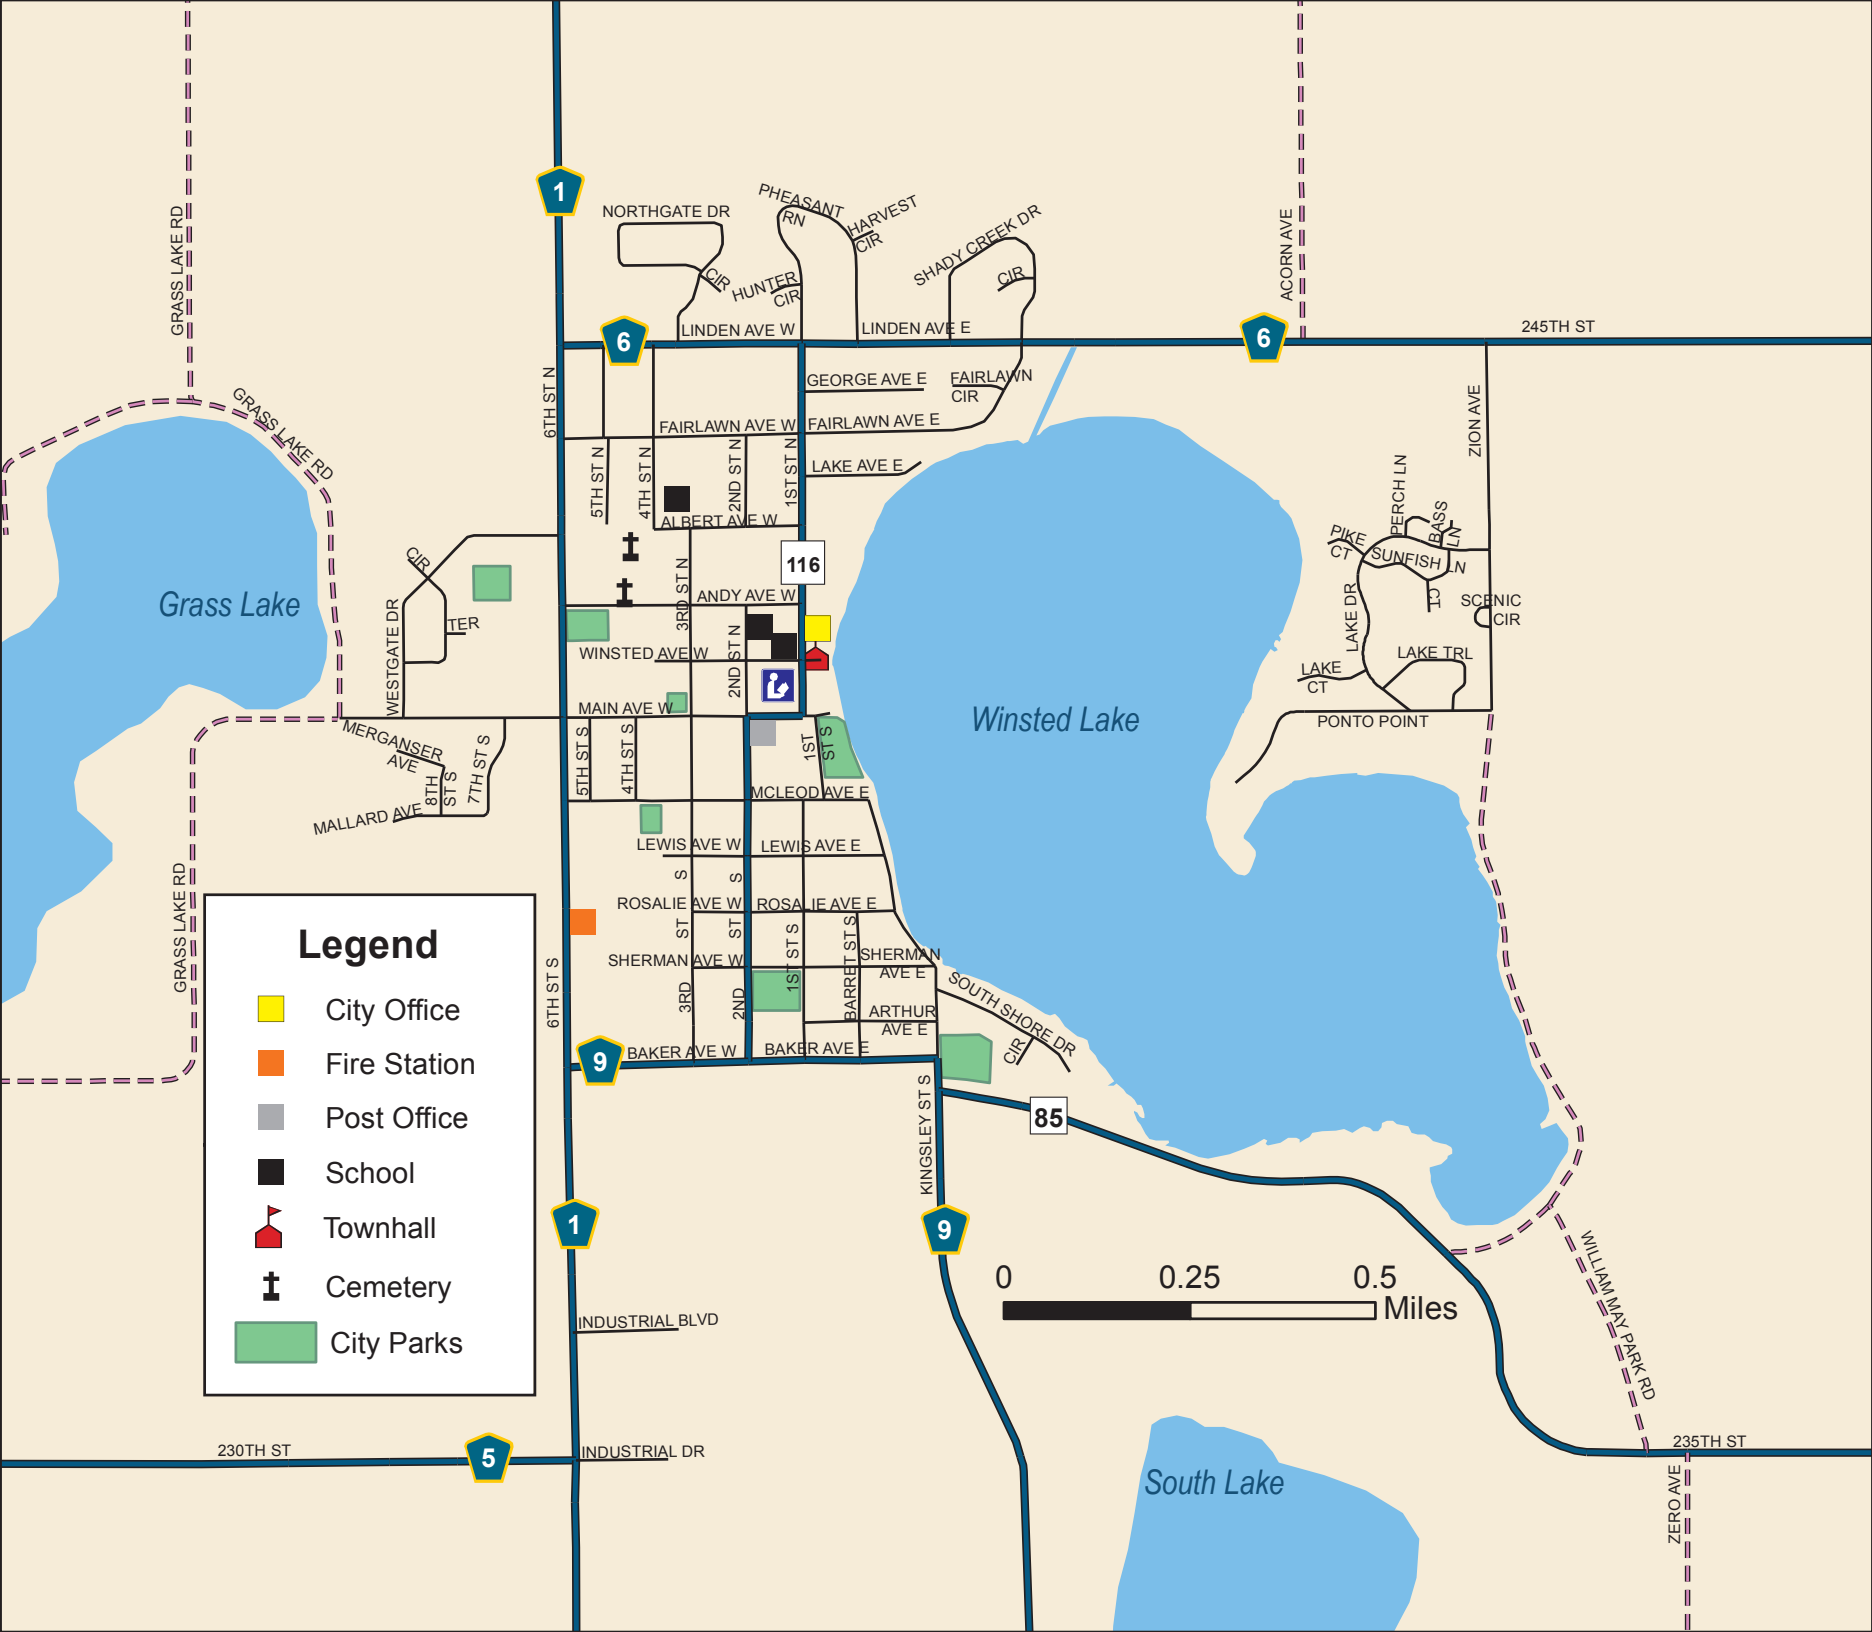 1
NORTHGATE DR
CIR
PHEASANT
RN
HARVEST
CIR
HUNTER
CIR
SHADY CREEK DR
CIR
ACORN AVE
GRASS LAKE RD
6
LINDEN AVE W
LINDEN AVE E
6
245TH ST
6TH ST N
GEORGE AVE E
FAIRLAWN
CIR
ZION AVE
GRASS LAKE RD
FAIRLAWN AVE W
FAIRLAWN AVE E
5TH ST N
4TH ST N
2ND ST N
1ST ST N
LAKE AVE E
ALBERT AVE W
PERCH LN
BASS
LN
PIKE
CT
SUNFISH LN
CT
CIR
116
3RD ST N
ANDY AVE W
Grass Lake
WESTGATE DR
TER
LAKE DR
SCENIC
CIR
WINSTED AVE W
2ND ST N
LAKE TRL
LAKE
CT
MAIN AVE W
Winsted Lake
PONTO POINT
MERGANSER
AVE
8TH
ST S
7TH ST S
5TH ST S
4TH ST S
1ST
ST S
MALLARD AVE
MCLEOD AVE E
LEWIS AVE W
LEWIS AVE E
S
S
ROSALIE AVE W
ROSALIE AVE E
ST
ST
1ST ST S
BARRET ST S
GRASS LAKE RD
SHERMAN AVE W
SHERMAN
AVE E
3RD
2ND
6TH ST S
SOUTH SHORE DR
CIR
ARTHUR
AVE E
9
BAKER AVE W
BAKER AVE E
KINGSLEY ST S
85
Legend
City Office
Fire Station
Post Office
School
Townhall
Cemetery
City Parks
1
9
0
0.25
0.5
Miles
WILLIAM MAY PARK RD
INDUSTRIAL BLVD
230TH ST
5
INDUSTRIAL DR
235TH ST
South Lake
ZERO AVE